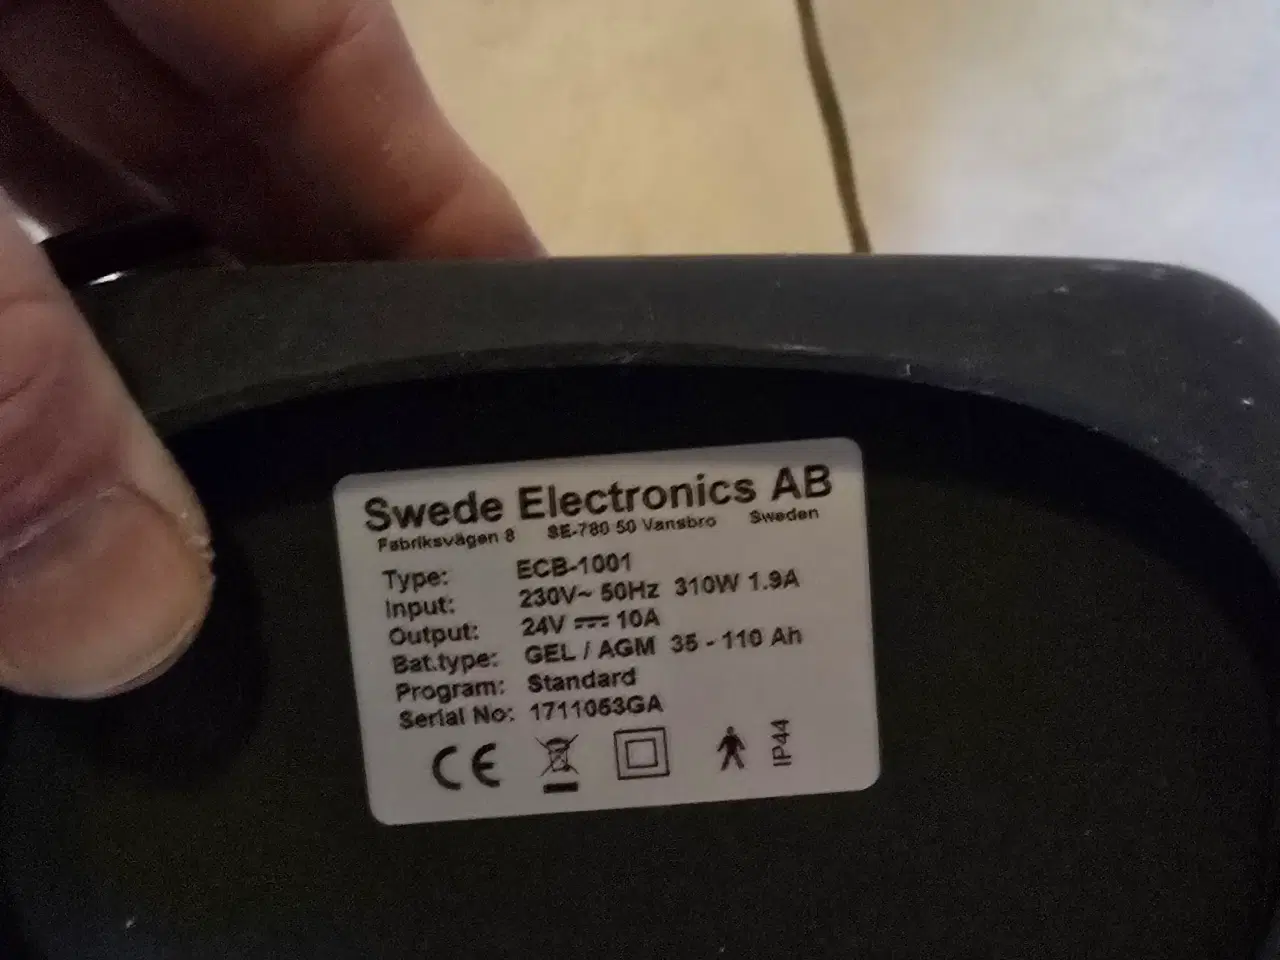 Swede Electronics AB
Fabriksvägen 8 SE-780 50 Vansbro Sweden
Type: ECB-1001
Input: 230V~ 50Hz 310W 1.9A
Output: 24V ⎓ 10A
Bat.type: GEL / AGM 35 - 110 Ah
Program: Standard
Serial No: 1711053GA
CE
IP44